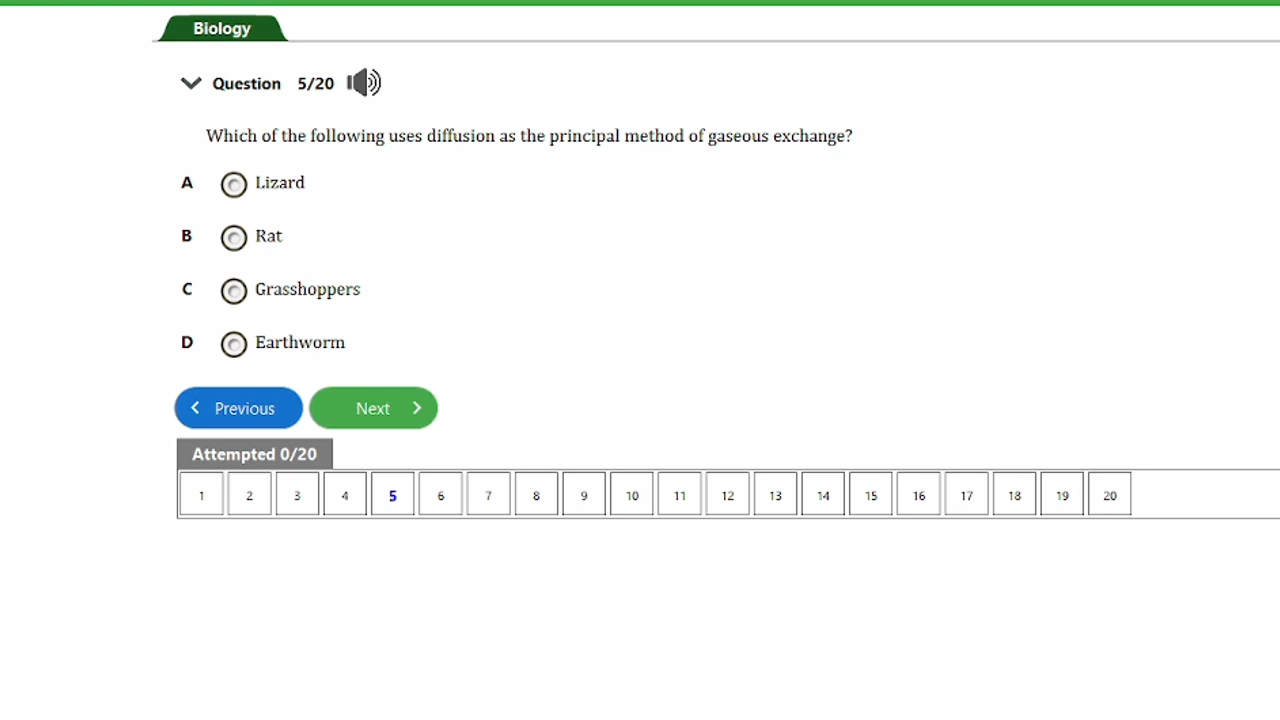 Biology
Question 5/20
Which of the following uses diffusion as the principal method of gaseous exchange?
A Lizard
B Rat
C Grasshoppers
D Earthworm
Previous Next
Attempted 0/20
1 2 3 4 5 6 7 8 9 10 11 12 13 14 15 16 17 18 19 20